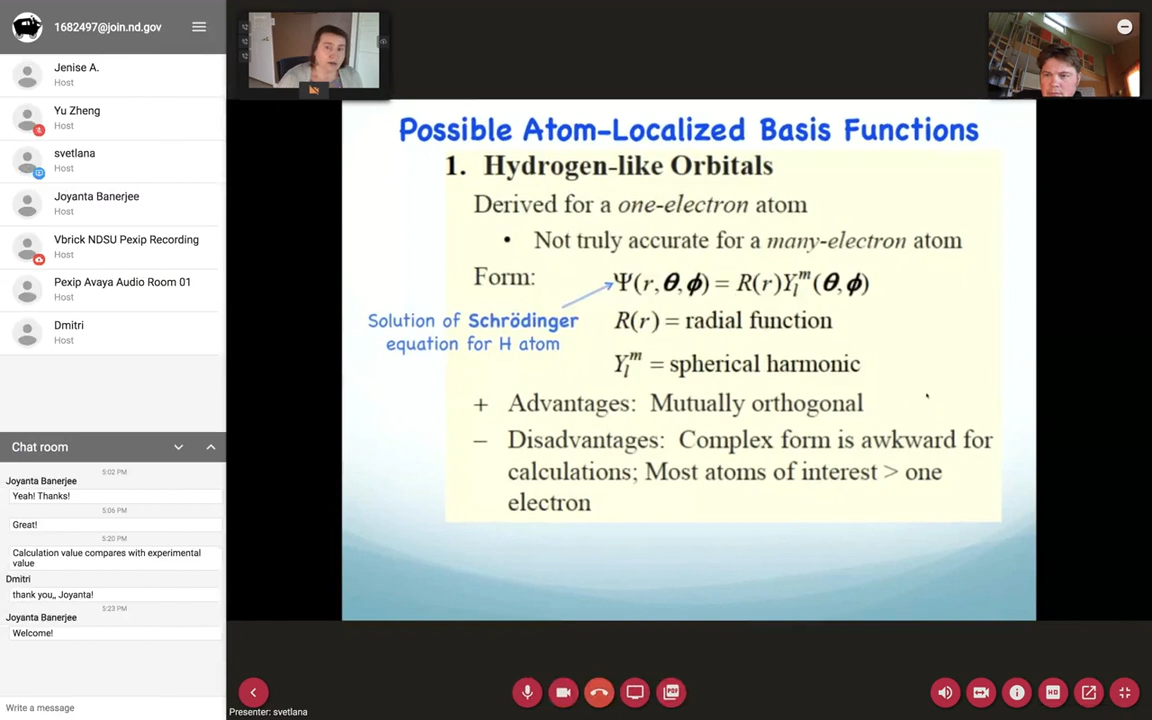 1682497@join.nd.gov
Jenise A.
Host
Yu Zheng
Host
svetlana
Host
Joyanta Banerjee
Host
Vbrick NDSU Pexip Recording
Host
Pexip Avaya Audio Room 01
Host
Dmitri
Host
Chat room
5:02 PM
Joyanta Banerjee
Yeah! Thanks!
5:06 PM
Great!
5:20 PM
Calculation value compares with experimental
value
Dmitri
thank you,, Joyanta!
5:23 PM
Joyanta Banerjee
Welcome!
Write a message
Possible Atom-Localized Basis Functions
1. Hydrogen-like Orbitals
Derived for a one-electron atom
• Not truly accurate for a many-electron atom
Form: Ψ(r, θ, ϕ) = R(r)Yₗᵐ(θ, ϕ)
Solution of Schrödinger
equation for H atom
R(r) = radial function
Yₗᵐ = spherical harmonic
+ Advantages: Mutually orthogonal
– Disadvantages: Complex form is awkward for
calculations; Most atoms of interest > one
electron
PDF
HD
Presenter: svetlana